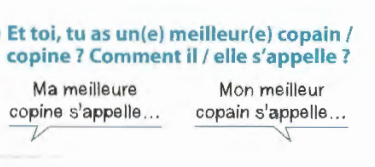 Et toi, tu as un(e) meilleur(e) copain /
copine ? Comment il / elle s'appelle ?
Ma meilleure
copine s'appelle...
Mon meilleur
copain s'appelle...